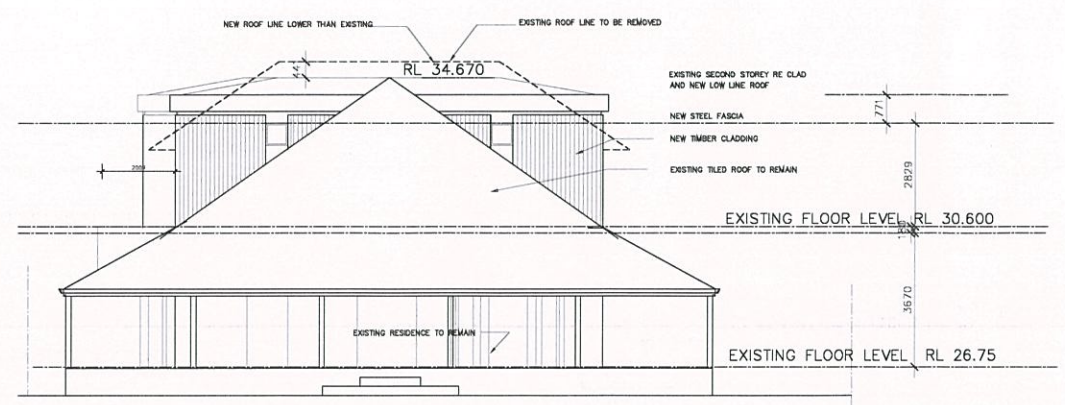 NEW ROOF LINE LOWER THAN EXISTING
EXISTING ROOF LINE TO BE REMOVED
RL 34.670
EXISTING SECOND STOREY RE CLAD
AND NEW LOW LINE ROOF
771
NEW STEEL FASCIA
NEW TIMBER CLADDING
2829
EXISTING TILED ROOF TO REMAIN
EXISTING FLOOR LEVEL RL 30.600
3670
EXISTING RESIDENCE TO REMAIN
EXISTING FLOOR LEVEL RL 26.75